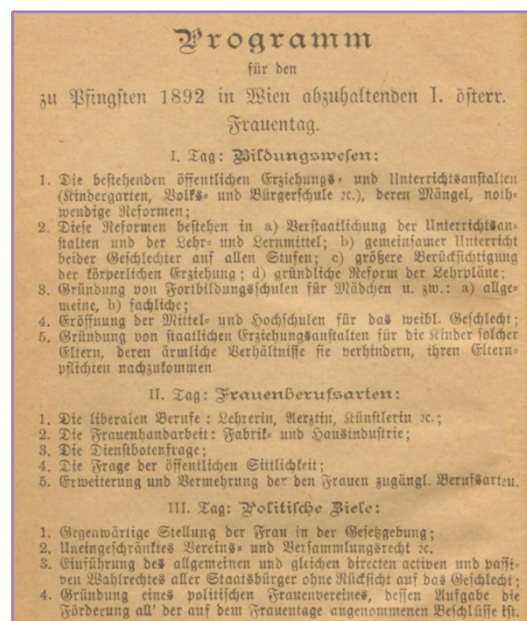 Programm
für den
zu Pfingsten 1892 in Wien abzuhaltenden I. österr.
Frauentag.
I. Tag: Bildungswesen:
1. Die bestehenden öffentlichen Erziehungs- und Unterrichtsanstalten
(Kindergarten, Volks- und Bürgerschule ꝛc.), deren Mängel, noth-
wendige Reformen;
2. Diese Reformen bestehen in a) Verstaatlichung der Unterrichtsan-
stalten und der Lehr- und Lernmittel; b) gemeinsamer Unterricht
beider Geschlechter auf allen Stufen; c) größere Berücksichtigung
der körperlichen Erziehung; d) gründliche Reform der Lehrpläne;
3. Gründung von Fortbildungsschulen für Mädchen u. zw.: a) allge-
meine, b) fachliche;
4. Eröffnung der Mittel- und Hochschulen für das weibl. Geschlecht;
5. Gründung von staatlichen Erziehungsanstalten für die Kinder solcher
Eltern, deren ärmliche Verhältnisse sie verhindern, ihren Eltern-
pflichten nachzukommen
II. Tag: Frauenberufsarten:
1. Die liberalen Berufe: Lehrerin, Aerztin, Künstlerin ꝛc.;
2. Die Frauenhandarbeit: Fabrik- und Hausindustrie;
3. Die Dienstbotenfrage;
4. Die Frage der öffentlichen Sittlichkeit;
5. Erweiterung und Vermehrung der den Frauen zugängl. Berufsarten.
III. Tag: Politische Ziele:
1. Gegenwärtige Stellung der Frau in der Gesetzgebung;
2. Uneingeschränktes Vereins- und Versammlungsrecht ꝛc.
3. Einführung des allgemeinen und gleichen directen activen und passi-
ven Wahlrechtes aller Staatsbürger ohne Rücksicht auf das Geschlecht;
4. Gründung eines politischen Frauenvereines, dessen Aufgabe die
Förderung all' der auf dem Frauentage angenommenen Beschlüsse ist.